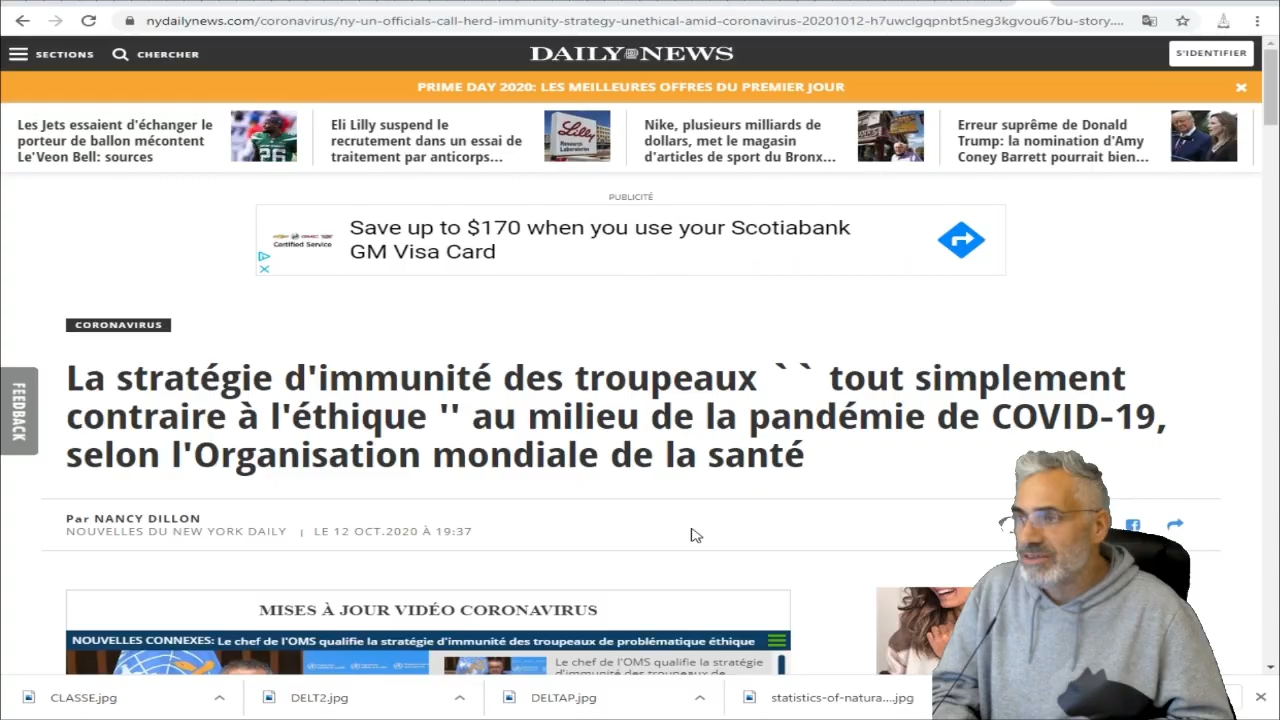 nydailynews.com/coronavirus/ny-un-officials-call-herd-immunity-strategy-unethical-amid-coronavirus-20201012-h7uwclgqpnbt5neg3kgvou67bu-story....
SECTIONS CHERCHER DAILY NEWS S'IDENTIFIER
PRIME DAY 2020: LES MEILLEURES OFFRES DU PREMIER JOUR
Les Jets essaient d'échanger le
porteur de ballon mécontent
Le'Veon Bell: sources
26
Eli Lilly suspend le
recrutement dans un essai de
traitement par anticorps...
Lilly
Nike, plusieurs milliards de
dollars, met le magasin
d'articles de sport du Bronx...
Erreur suprême de Donald
Trump: la nomination d'Amy
Coney Barrett pourrait bien...
PUBLICITÉ
Certified Service
Save up to $170 when you use your Scotiabank
GM Visa Card
CORONAVIRUS
FEEDBACK
La stratégie d'immunité des troupeaux ` ` tout simplement
contraire à l'éthique '' au milieu de la pandémie de COVID-19,
selon l'Organisation mondiale de la santé
Par NANCY DILLON
NOUVELLES DU NEW YORK DAILY | LE 12 OCT.2020 À 19:37
MISES À JOUR VIDÉO CORONAVIRUS
NOUVELLES CONNEXES: Le chef de l'OMS qualifie la stratégie d'immunité des troupeaux de problématique éthique
Le chef de l'OMS qualifie la stratégie
d'immunité des troupeaux de
CLASSE.jpg DELT2.jpg DELTAP.jpg statistics-of-natura....jpg